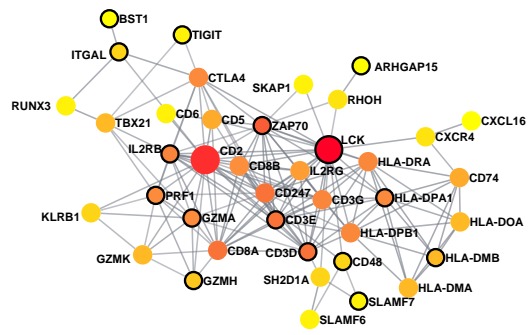 BST1
TIGIT
ITGAL
ARHGAP15
CTLA4
SKAP1
RHOH
RUNX3
TBX21
CD6
CD5
ZAP70
CXCL16
CXCR4
LCK
IL2RB
CD2
CD8B
IL2RG
HLA-DRA
CD74
PRF1
CD247
CD3G
HLA-DPA1
KLRB1
GZMA
CD3E
HLA-DOA
HLA-DPB1
GZMK
CD8A
CD3D
CD48
HLA-DMB
GZMH
SH2D1A
HLA-DMA
SLAMF7
SLAMF6